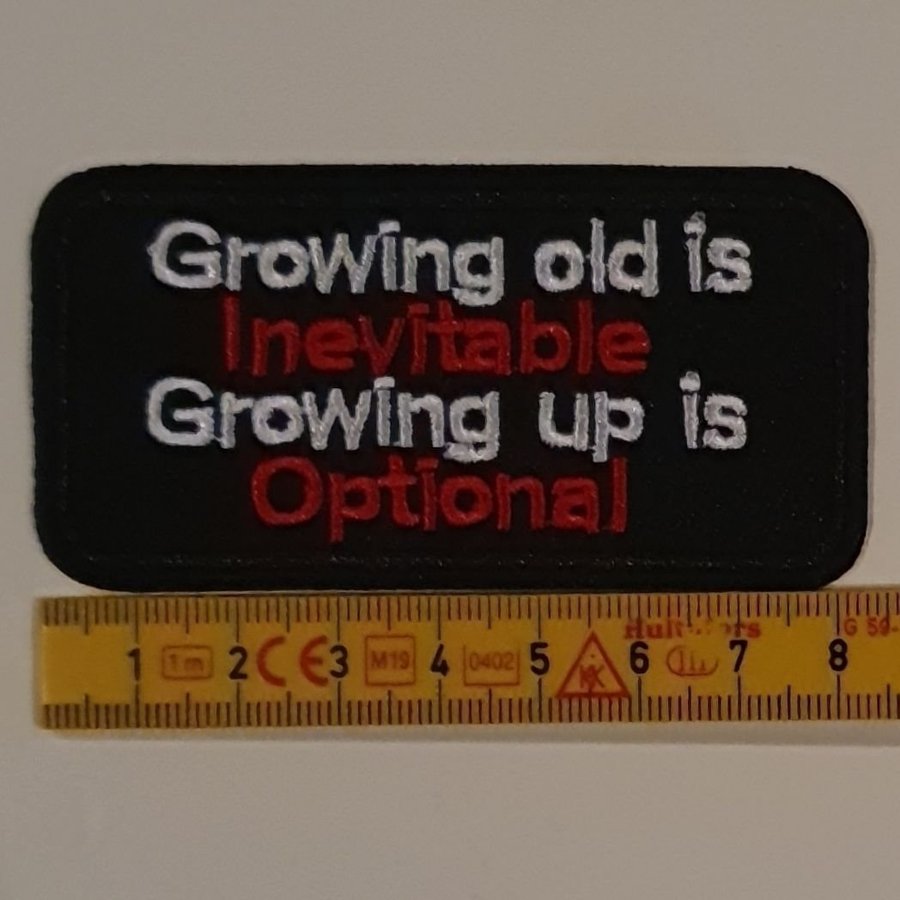 Growing old is
Inevitable
Growing up is
Optional
1 1m 2 CE 3 M19 4 0402 5 6 7 8
G 59-